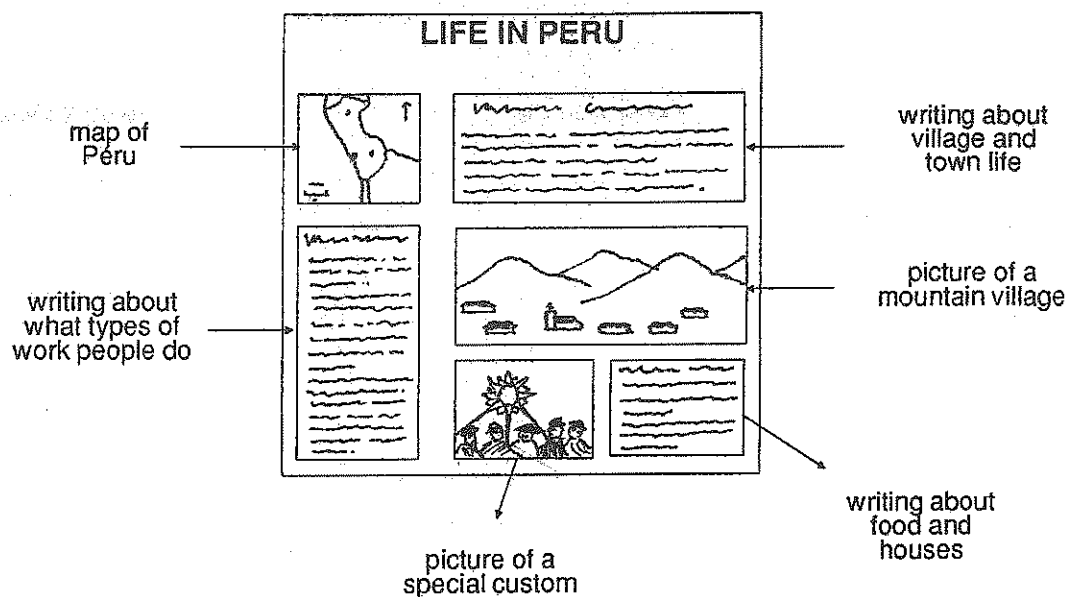 LIFE IN PERU
map of
Peru
writing about
village and
town life
writing about
what types of
work people do
picture of a
mountain village
picture of a
special custom
writing about
food and
houses